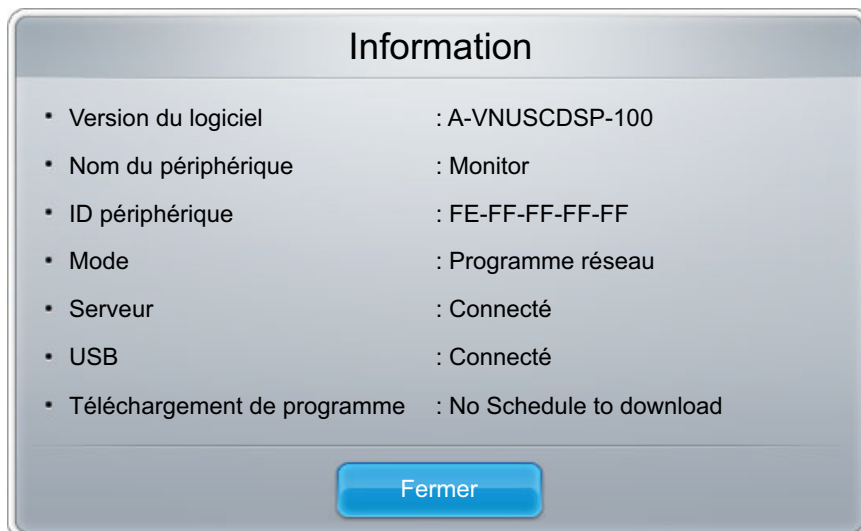 Information
• Version du logiciel : A-VNUSCDSP-100
• Nom du périphérique : Monitor
• ID périphérique : FE-FF-FF-FF-FF
• Mode : Programme réseau
• Serveur : Connecté
• USB : Connecté
• Téléchargement de programme : No Schedule to download
Fermer